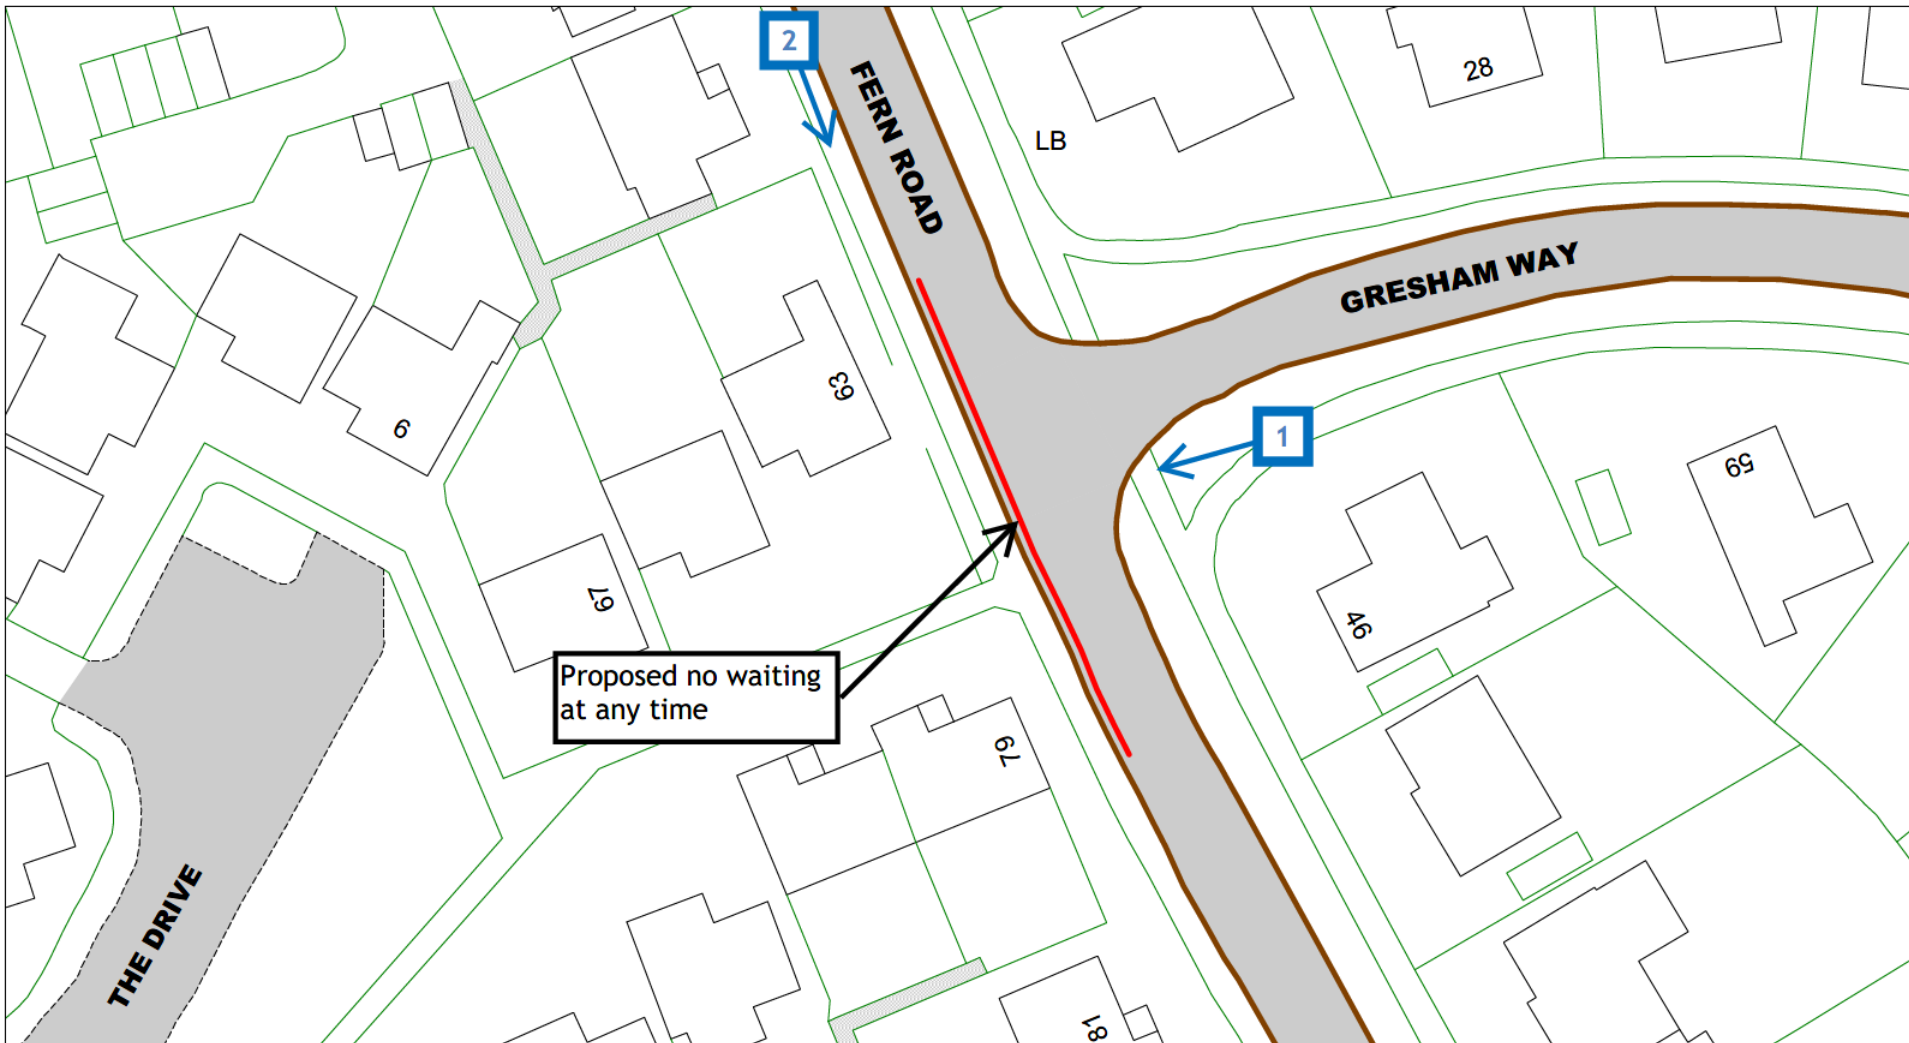 2
FERN ROAD
28
LB
GRESHAM WAY
63
9
1
59
67
46
Proposed no waiting
at any time
79
THE DRIVE
81